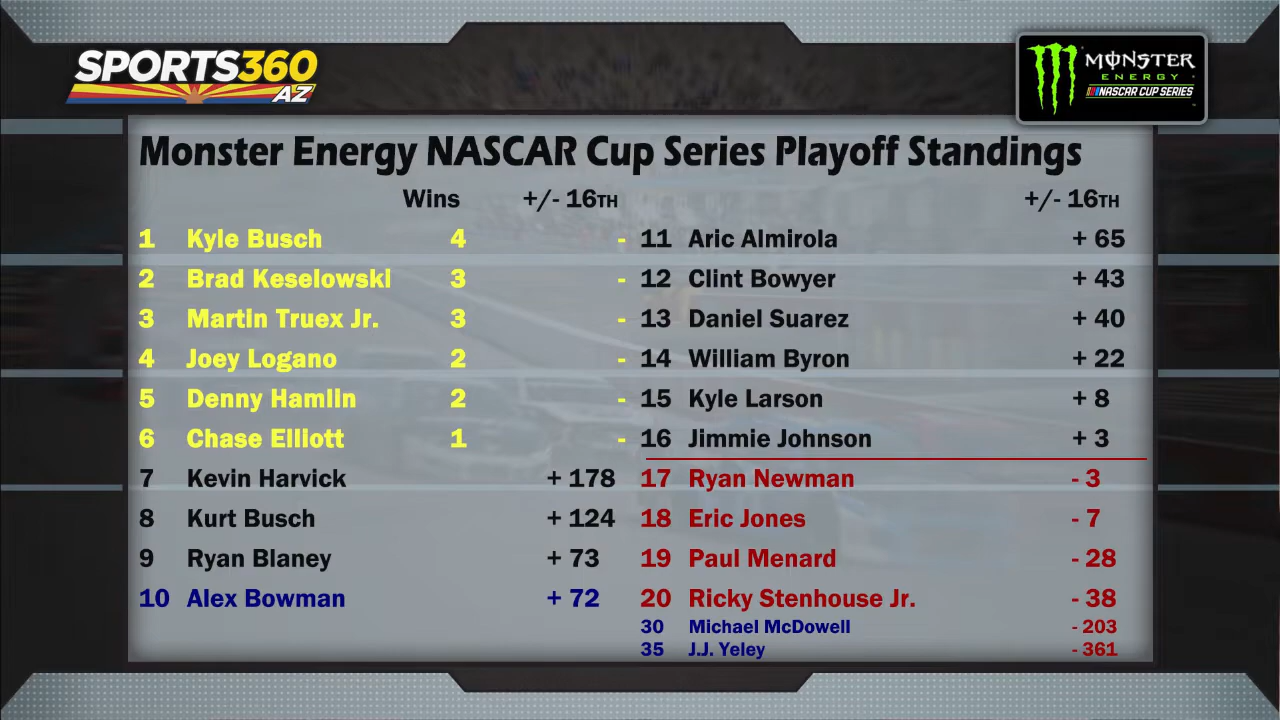 SPORTS360
AZ
MONSTER
ENERGY
NASCAR CUP SERIES
Monster Energy NASCAR Cup Series Playoff Standings
Wins +/- 16TH +/- 16TH
1 Kyle Busch 4 -
2 Brad Keselowski 3 -
3 Martin Truex Jr. 3 -
4 Joey Logano 2 -
5 Denny Hamlin 2 -
6 Chase Elliott 1 -
7 Kevin Harvick + 178
8 Kurt Busch + 124
9 Ryan Blaney + 73
10 Alex Bowman + 72
11 Aric Almirola + 65
12 Clint Bowyer + 43
13 Daniel Suarez + 40
14 William Byron + 22
15 Kyle Larson + 8
16 Jimmie Johnson + 3
17 Ryan Newman - 3
18 Eric Jones - 7
19 Paul Menard - 28
20 Ricky Stenhouse Jr. - 38
30 Michael McDowell - 203
35 J.J. Yeley - 361